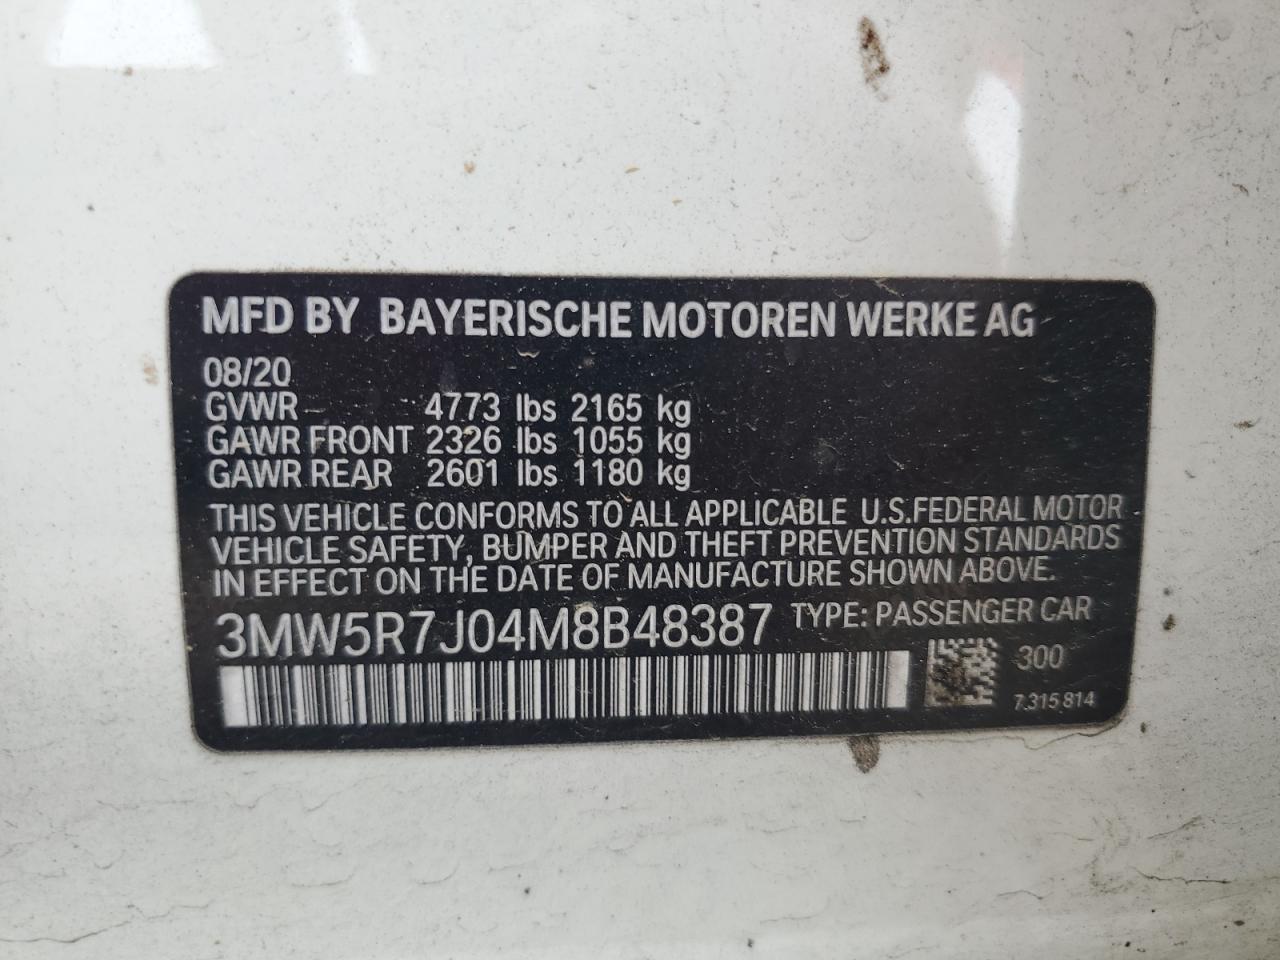 MFD BY BAYERISCHE MOTOREN WERKE AG
08/20
GVWR 4773 lbs 2165 kg
GAWR FRONT 2326 lbs 1055 kg
GAWR REAR 2601 lbs 1180 kg
THIS VEHICLE CONFORMS TO ALL APPLICABLE U.S.FEDERAL MOTOR
VEHICLE SAFETY, BUMPER AND THEFT PREVENTION STANDARDS
IN EFFECT ON THE DATE OF MANUFACTURE SHOWN ABOVE.
3MW5R7J04M8B48387 TYPE: PASSENGER CAR
300
7.315.814